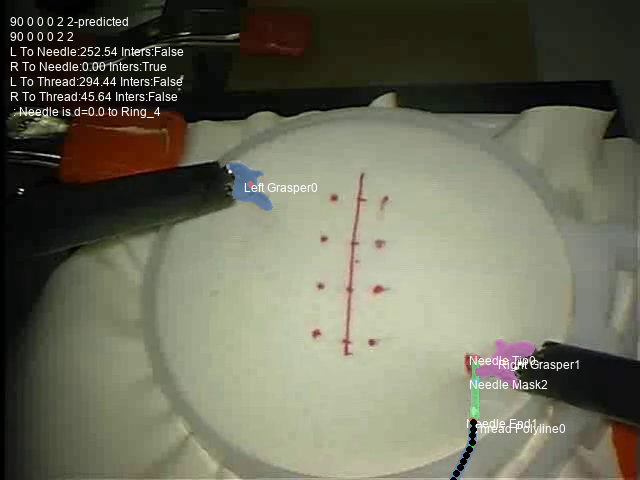 90 0 0 0 2 2-predicted
90 0 0 0 2 2
L To Needle:252.54 Inters:False
R To Needle:0.00 Inters:True
L To Thread:294.44 Inters:False
R To Thread:45.64 Inters:False
: Needle is d=0.0 to Ring_4
Left Grasper0
Needle Tip0
Right Grasper1
Needle Mask2
Needle End1
Thread Polyline0